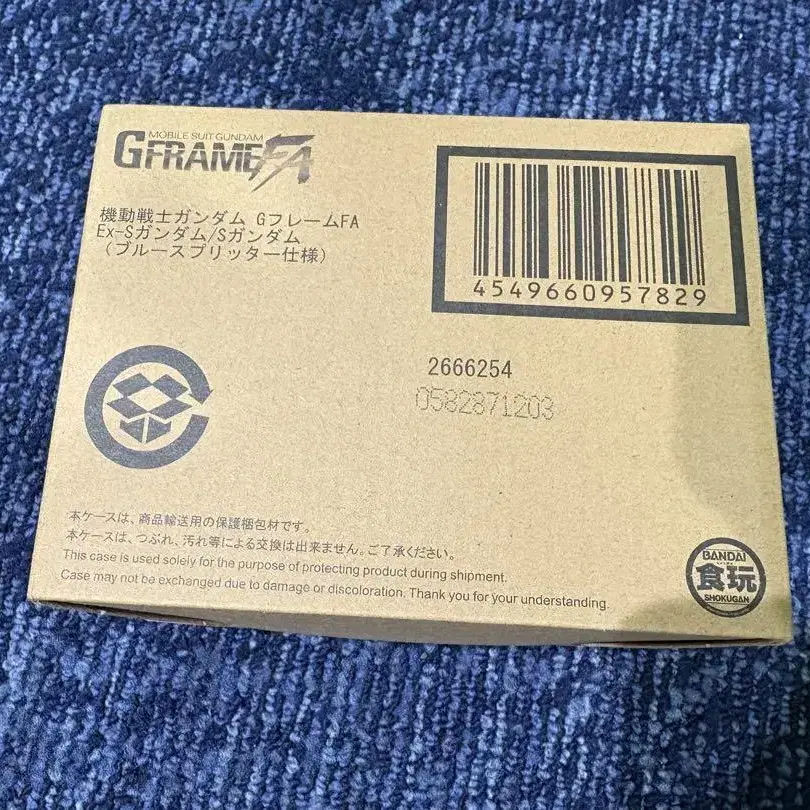 MOBILE SUIT GUNDAM
GFRAMEFA
機動戦士ガンダム GフレームFA
Ex-Sガンダム/Sガンダム
(ブルースプリッター仕様)
4549660957829
2666254
0582871203
本ケースは、商品輸送用の保護梱包材です。
本ケースは、つぶれ、汚れ等による交換は出来ません。ご了承ください。
This case is used solely for the purpose of protecting product during shipment.
Case may not be exchanged due to damage or discoloration. Thank you for your understanding.
BANDAI
食玩
SHOKUGAN